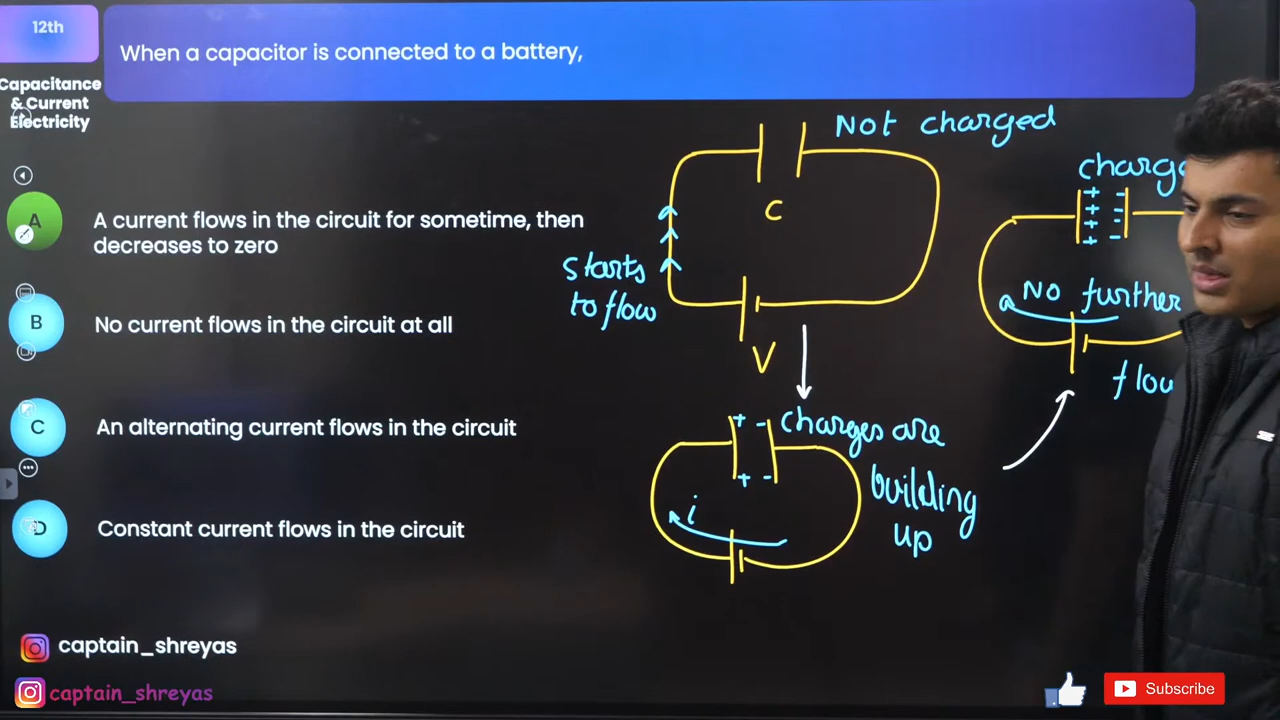 12th
When a capacitor is connected to a battery,
Capacitance
& Current
Electricity
A
A current flows in the circuit for sometime, then
decreases to zero
B
No current flows in the circuit at all
C
An alternating current flows in the circuit
D
Constant current flows in the circuit
Not charged
C
starts
to flow
V
+ -
+ -
charges are
building
up
i
+ -
+ -
+ -
+ -
No further
captain_shreyas
captain_shreyas
Subscribe